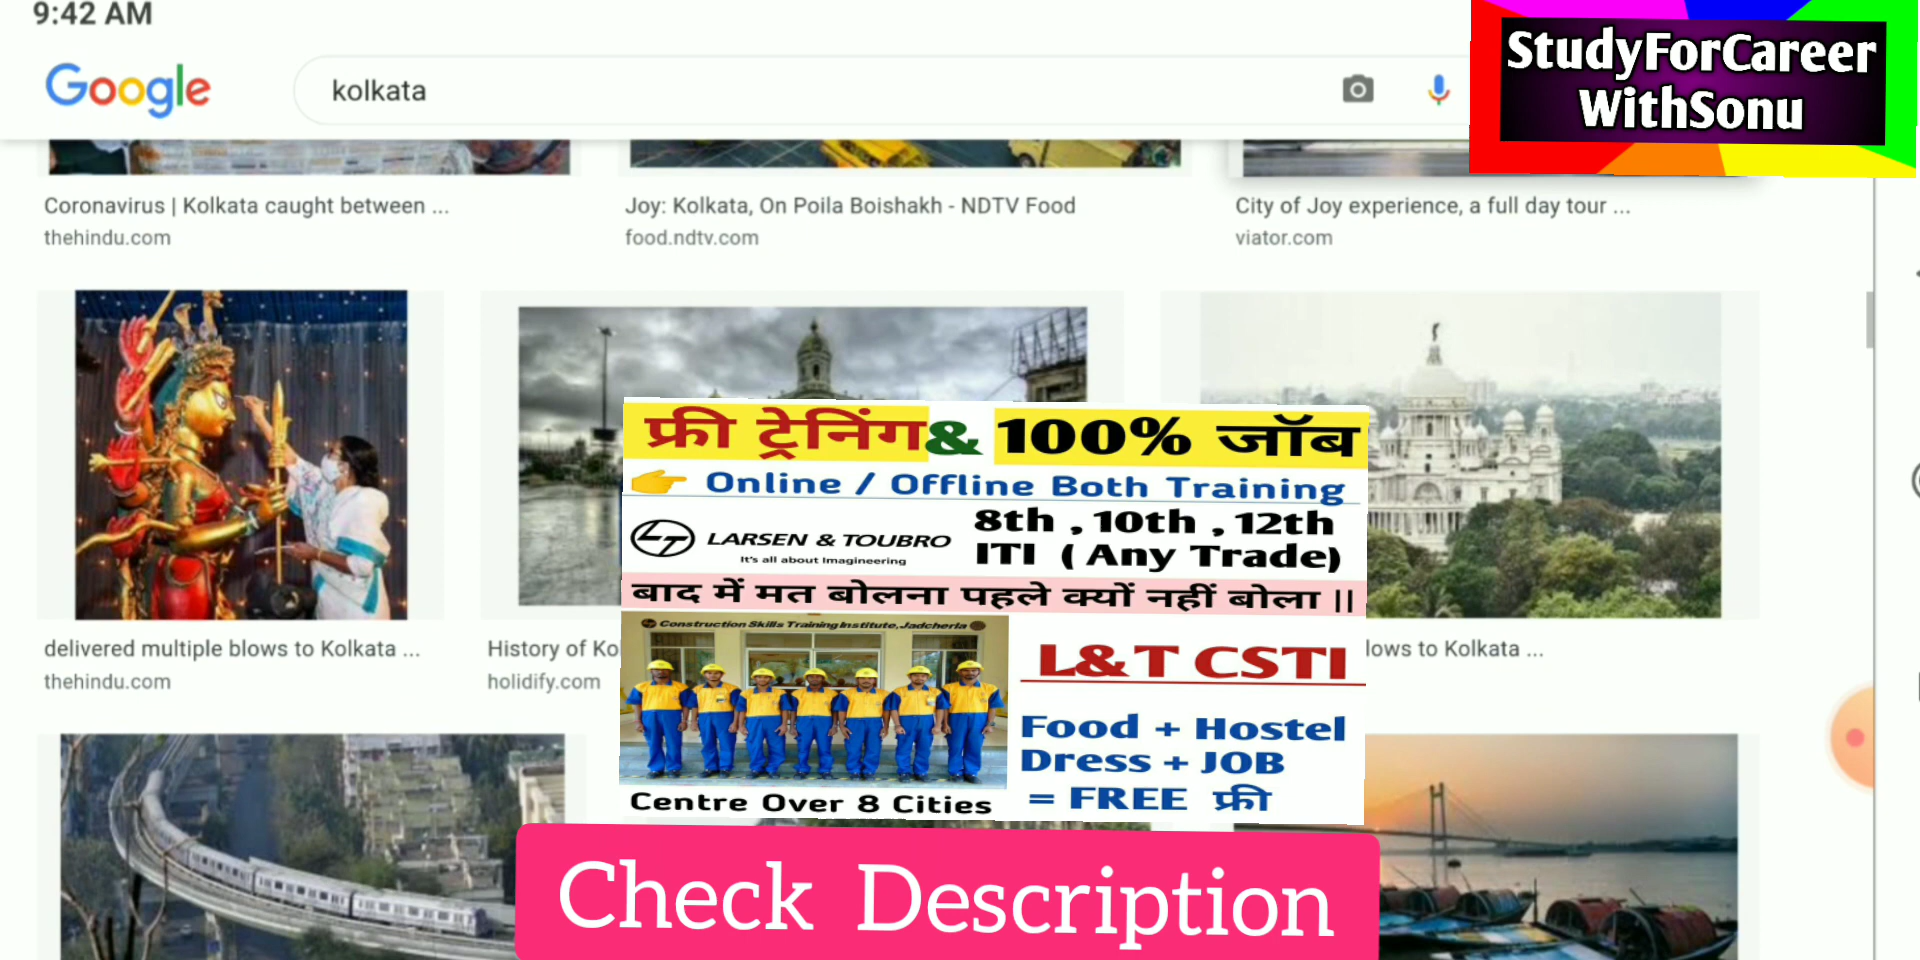 9:42 AM
Google
kolkata
StudyForCareer
WithSonu
Coronavirus | Kolkata caught between ...
thehindu.com
Joy: Kolkata, On Poila Boishakh - NDTV Food
food.ndtv.com
City of Joy experience, a full day tour ...
viator.com
फ्री ट्रेनिंग& 100% जॉब
Online / Offline Both Training
LARSEN & TOUBRO
It's all about Imagineering
8th , 10th , 12th
ITI ( Any Trade)
बाद में मत बोलना पहले क्यों नहीं बोला ||
Construction Skills Training Institute, Jadcherla
L&T CSTI
Food + Hostel
Dress + JOB
= FREE फ्री
Centre Over 8 Cities
delivered multiple blows to Kolkata ...
thehindu.com
History of Ko
holidify.com
lows to Kolkata ...
Check Description